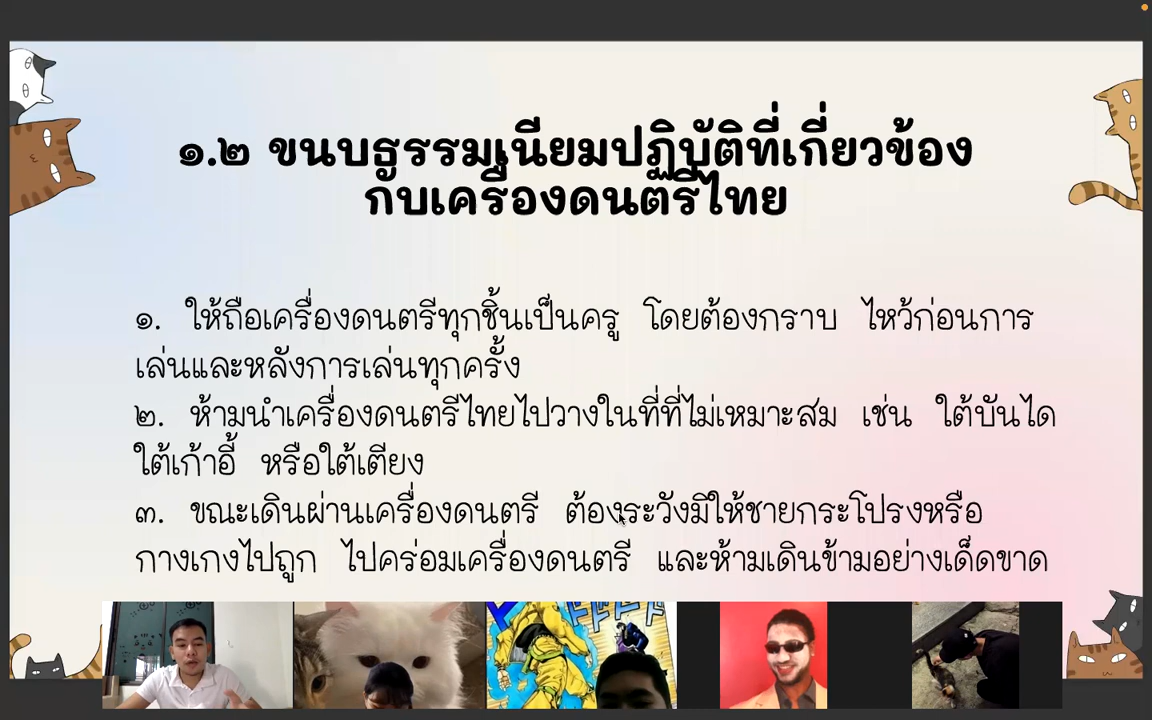 ๑.๒ ขนบธรรมเนียมปฏิบัติที่เกี่ยวข้อง
กับเครื่องดนตรีไทย
๑. ให้ถือเครื่องดนตรีทุกชิ้นเป็นครู โดยต้องกราบ ไหว้ก่อนการ
เล่นและหลังการเล่นทุกครั้ง
๒. ห้ามนำเครื่องดนตรีไทยไปวางในที่ที่ไม่เหมาะสม เช่น ใต้บันได
ใต้เก้าอี้ หรือใต้เตียง
๓. ขณะเดินผ่านเครื่องดนตรี ต้องระวังมิให้ชายกระโปรงหรือ
กางเกงไปถูก ไปคร่อมเครื่องดนตรี และห้ามเดินข้ามอย่างเด็ดขาด